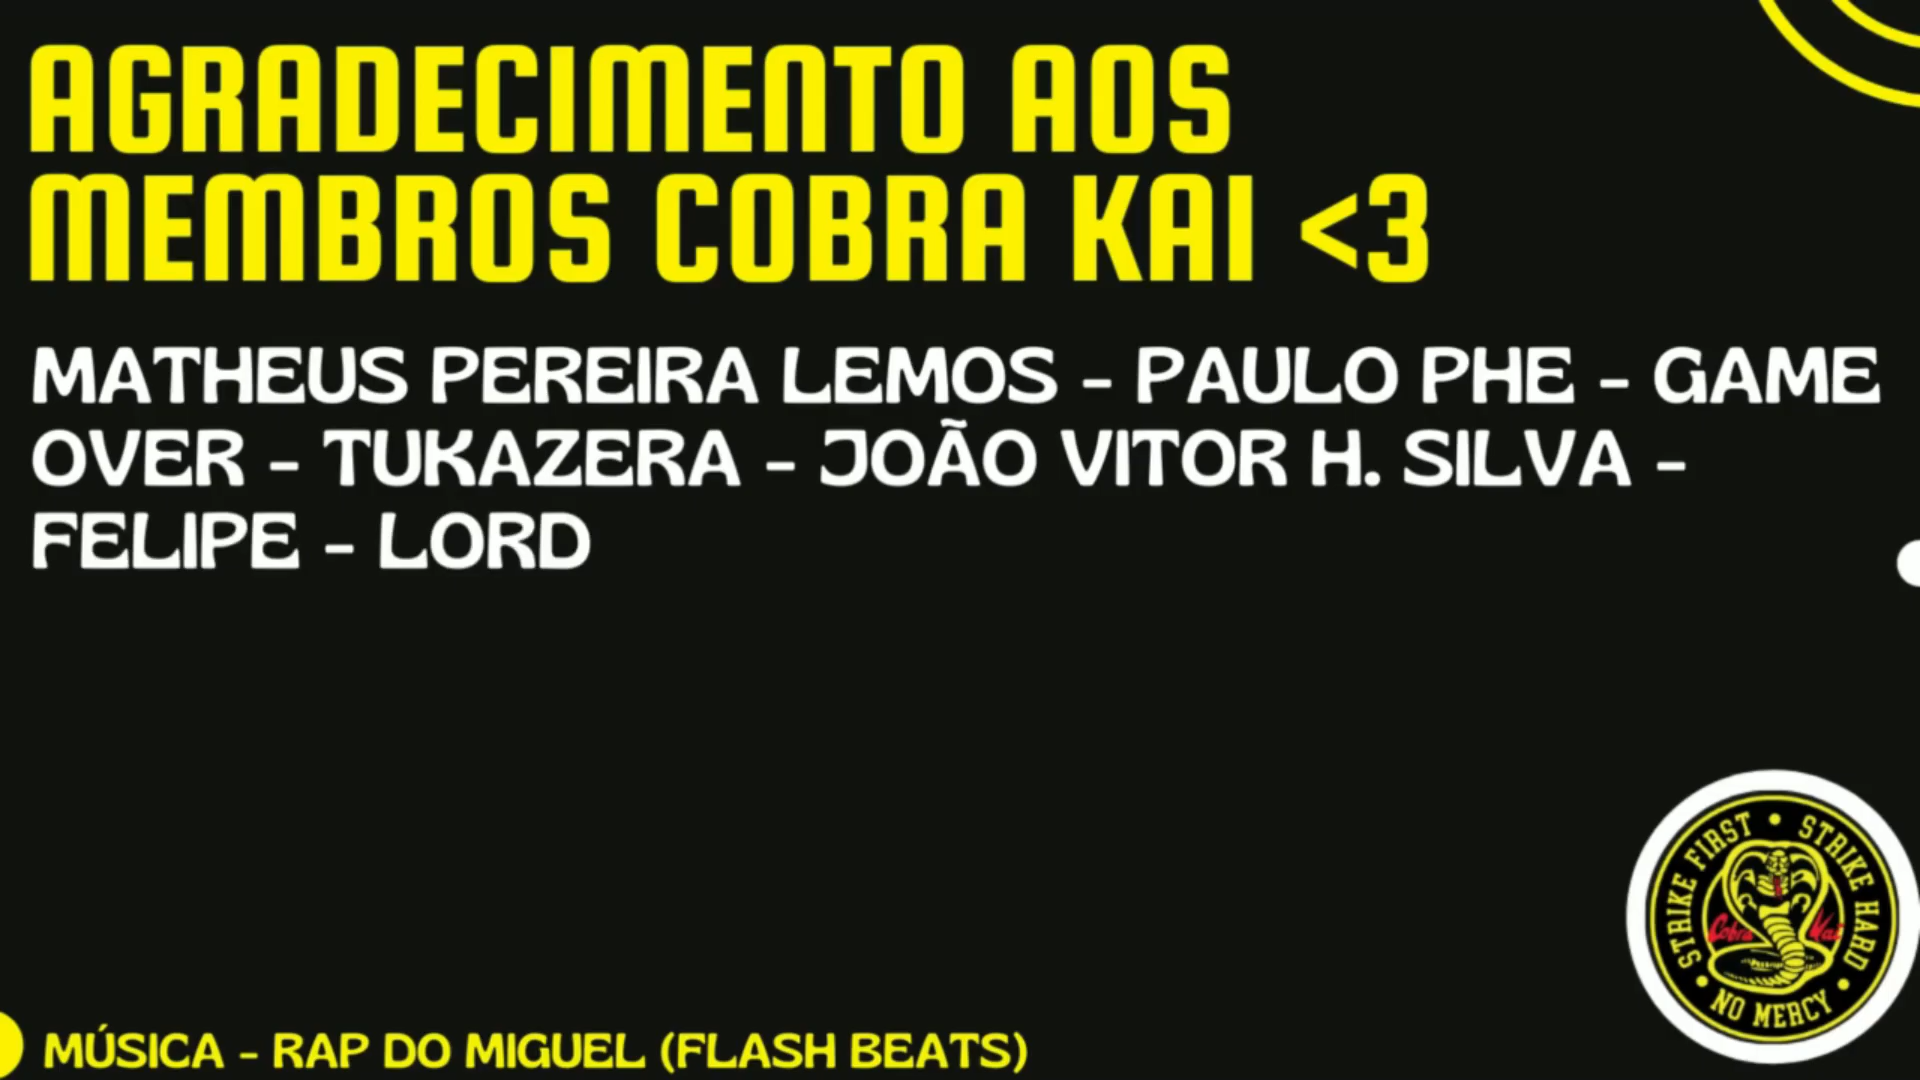 AGRADECIMENTO AOS
MEMBROS COBRA KAI <3
MATHEUS PEREIRA LEMOS - PAULO PHE - GAME
OVER - TUKAZERA - JOÃO VITOR H. SILVA -
FELIPE - LORD
STRIKE FIRST • STRIKE HARD • NO MERCY •
Cobra Kai
MÚSICA - RAP DO MIGUEL (FLASH BEATS)